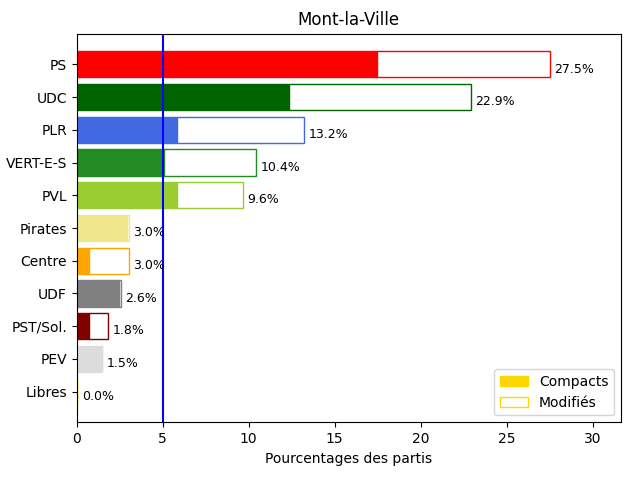 Mont-la-Ville
PS 27.5%
UDC 22.9%
PLR 13.2%
VERT-E-S 10.4%
PVL 9.6%
Pirates 3.0%
Centre 3.0%
UDF 2.6%
PST/Sol. 1.8%
PEV 1.5%
Libres 0.0%
Compacts
Modifiés
0 5 10 15 20 25 30
Pourcentages des partis